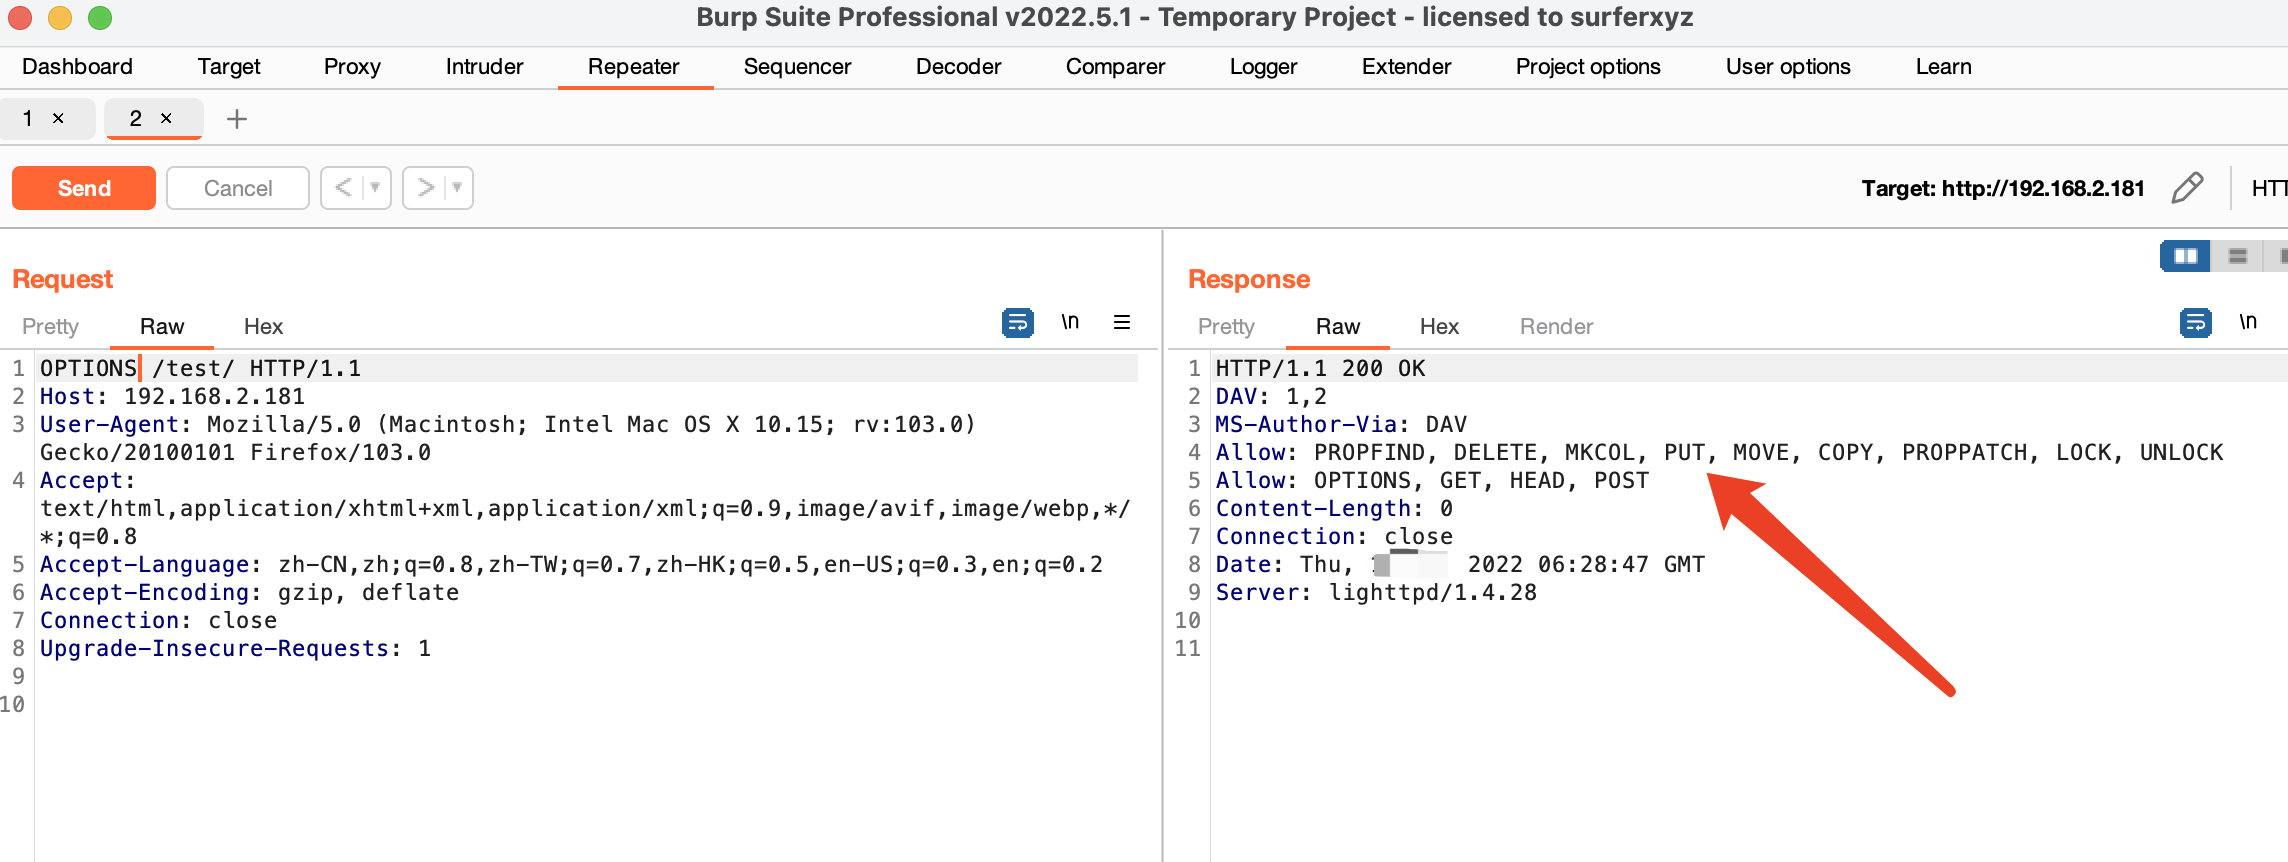 Burp Suite Professional v2022.5.1 - Temporary Project - licensed to surferxyz
Dashboard Target Proxy Intruder Repeater Sequencer Decoder Comparer Logger Extender Project options User options Learn
1 × 2 × +
Send Cancel < > Target: http://192.168.2.181
Request
Pretty Raw Hex \n
1 OPTIONS /test/ HTTP/1.1
2 Host: 192.168.2.181
3 User-Agent: Mozilla/5.0 (Macintosh; Intel Mac OS X 10.15; rv:103.0)
Gecko/20100101 Firefox/103.0
4 Accept:
text/html,application/xhtml+xml,application/xml;q=0.9,image/avif,image/webp,*/
*;q=0.8
5 Accept-Language: zh-CN,zh;q=0.8,zh-TW;q=0.7,zh-HK;q=0.5,en-US;q=0.3,en;q=0.2
6 Accept-Encoding: gzip, deflate
7 Connection: close
8 Upgrade-Insecure-Requests: 1
9
10
Response
Pretty Raw Hex Render \n
1 HTTP/1.1 200 OK
2 DAV: 1,2
3 MS-Author-Via: DAV
4 Allow: PROPFIND, DELETE, MKCOL, PUT, MOVE, COPY, PROPPATCH, LOCK, UNLOCK
5 Allow: OPTIONS, GET, HEAD, POST
6 Content-Length: 0
7 Connection: close
8 Date: Thu, 2022 06:28:47 GMT
9 Server: lighttpd/1.4.28
10
11